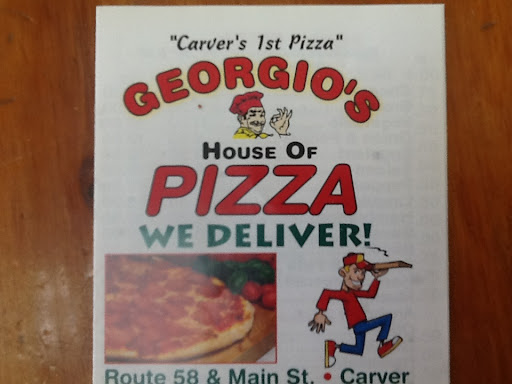 "Carver's 1st Pizza"
GEORGIO'S
HOUSE OF
PIZZA
WE DELIVER!
Route 58 & Main St. • Carver